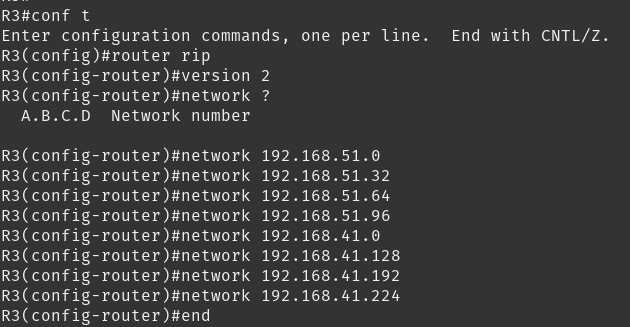 R3#conf t
Enter configuration commands, one per line.  End with CNTL/Z.
R3(config)#router rip
R3(config-router)#version 2
R3(config-router)#network ?
  A.B.C.D  Network number
R3(config-router)#network 192.168.51.0
R3(config-router)#network 192.168.51.32
R3(config-router)#network 192.168.51.64
R3(config-router)#network 192.168.51.96
R3(config-router)#network 192.168.41.0
R3(config-router)#network 192.168.41.128
R3(config-router)#network 192.168.41.192
R3(config-router)#network 192.168.41.224
R3(config-router)#end